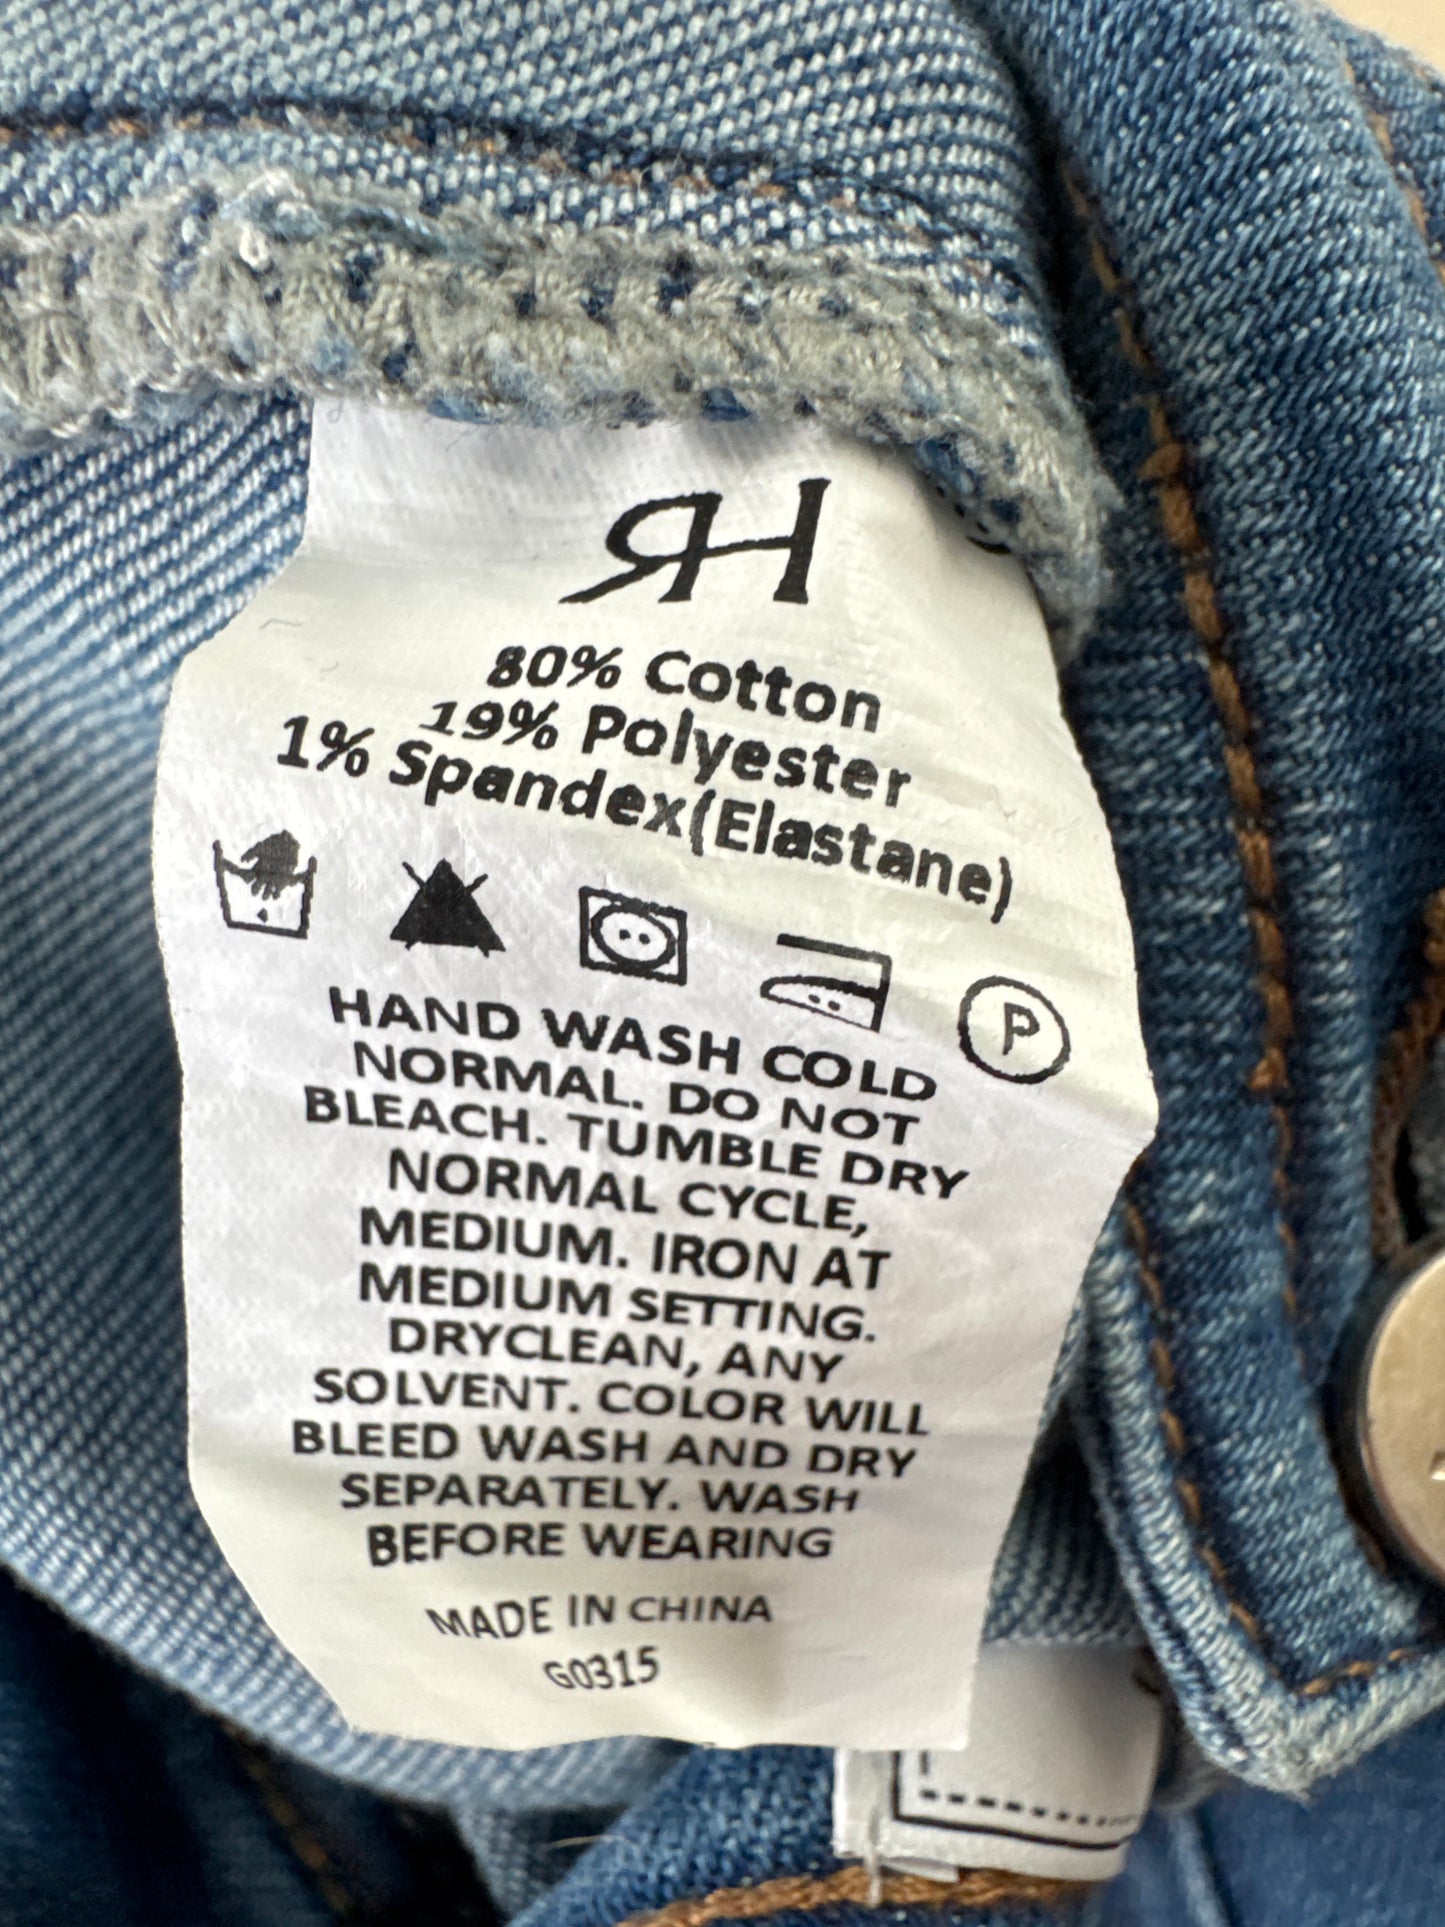 RH
80% Cotton
19% Polyester
1% Spandex(Elastane)
P
HAND WASH COLD
NORMAL. DO NOT
BLEACH. TUMBLE DRY
NORMAL CYCLE,
MEDIUM. IRON AT
MEDIUM SETTING.
DRYCLEAN, ANY
SOLVENT. COLOR WILL
BLEED WASH AND DRY
SEPARATELY. WASH
BEFORE WEARING
MADE IN CHINA
G0315